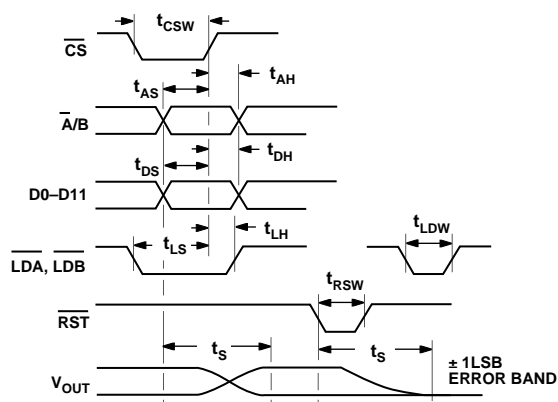 tCSW
CS
tAS
tAH
A/B
tDS
tDH
D0–D11
tLS
tLH
tLDW
LDA, LDB
tRSW
RST
tS
tS
± 1LSB
ERROR BAND
VOUT